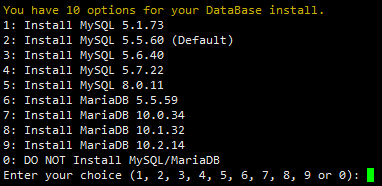 You have 10 options for your DataBase install.
1: Install MySQL 5.1.73
2: Install MySQL 5.5.60 (Default)
3: Install MySQL 5.6.40
4: Install MySQL 5.7.22
5: Install MySQL 8.0.11
6: Install MariaDB 5.5.59
7: Install MariaDB 10.0.34
8: Install MariaDB 10.1.32
9: Install MariaDB 10.2.14
0: DO NOT Install MySQL/MariaDB
Enter your choice (1, 2, 3, 4, 5, 6, 7, 8, 9 or 0):